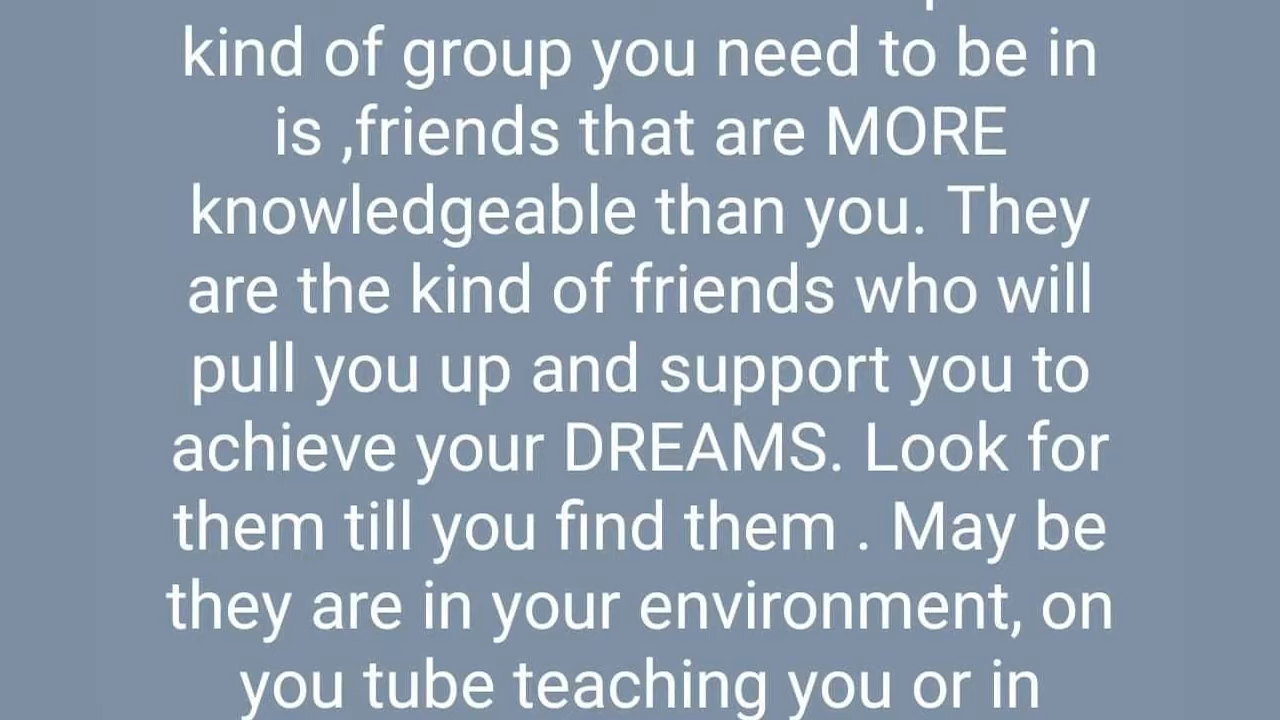 kind of group you need to be in
is ,friends that are MORE
knowledgeable than you. They
are the kind of friends who will
pull you up and support you to
achieve your DREAMS. Look for
them till you find them . May be
they are in your environment, on
you tube teaching you or in